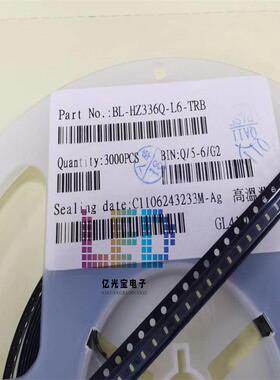 Part No.:BL-HZ336Q-L6-TRB
Quantity:3000PCS
BIN:Q/5-6/G2
Sealing date:C1106243233M-Ag
高温
LED
亿光宝电子